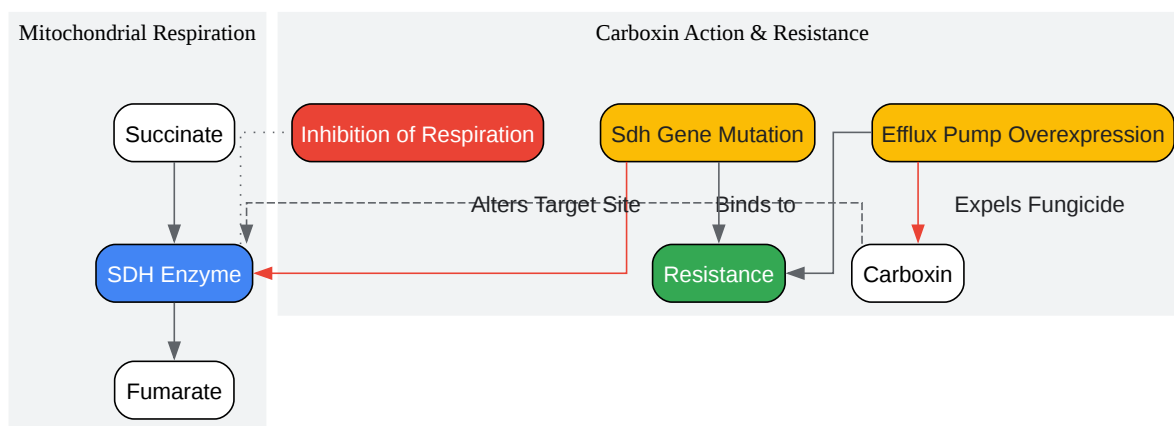 Mitochondrial Respiration
Carboxin Action & Resistance
Succinate
Inhibition of Respiration
Sdh Gene Mutation
Efflux Pump Overexpression
Alters Target Site
Binds to
Expels Fungicide
SDH Enzyme
Resistance
Carboxin
Fumarate